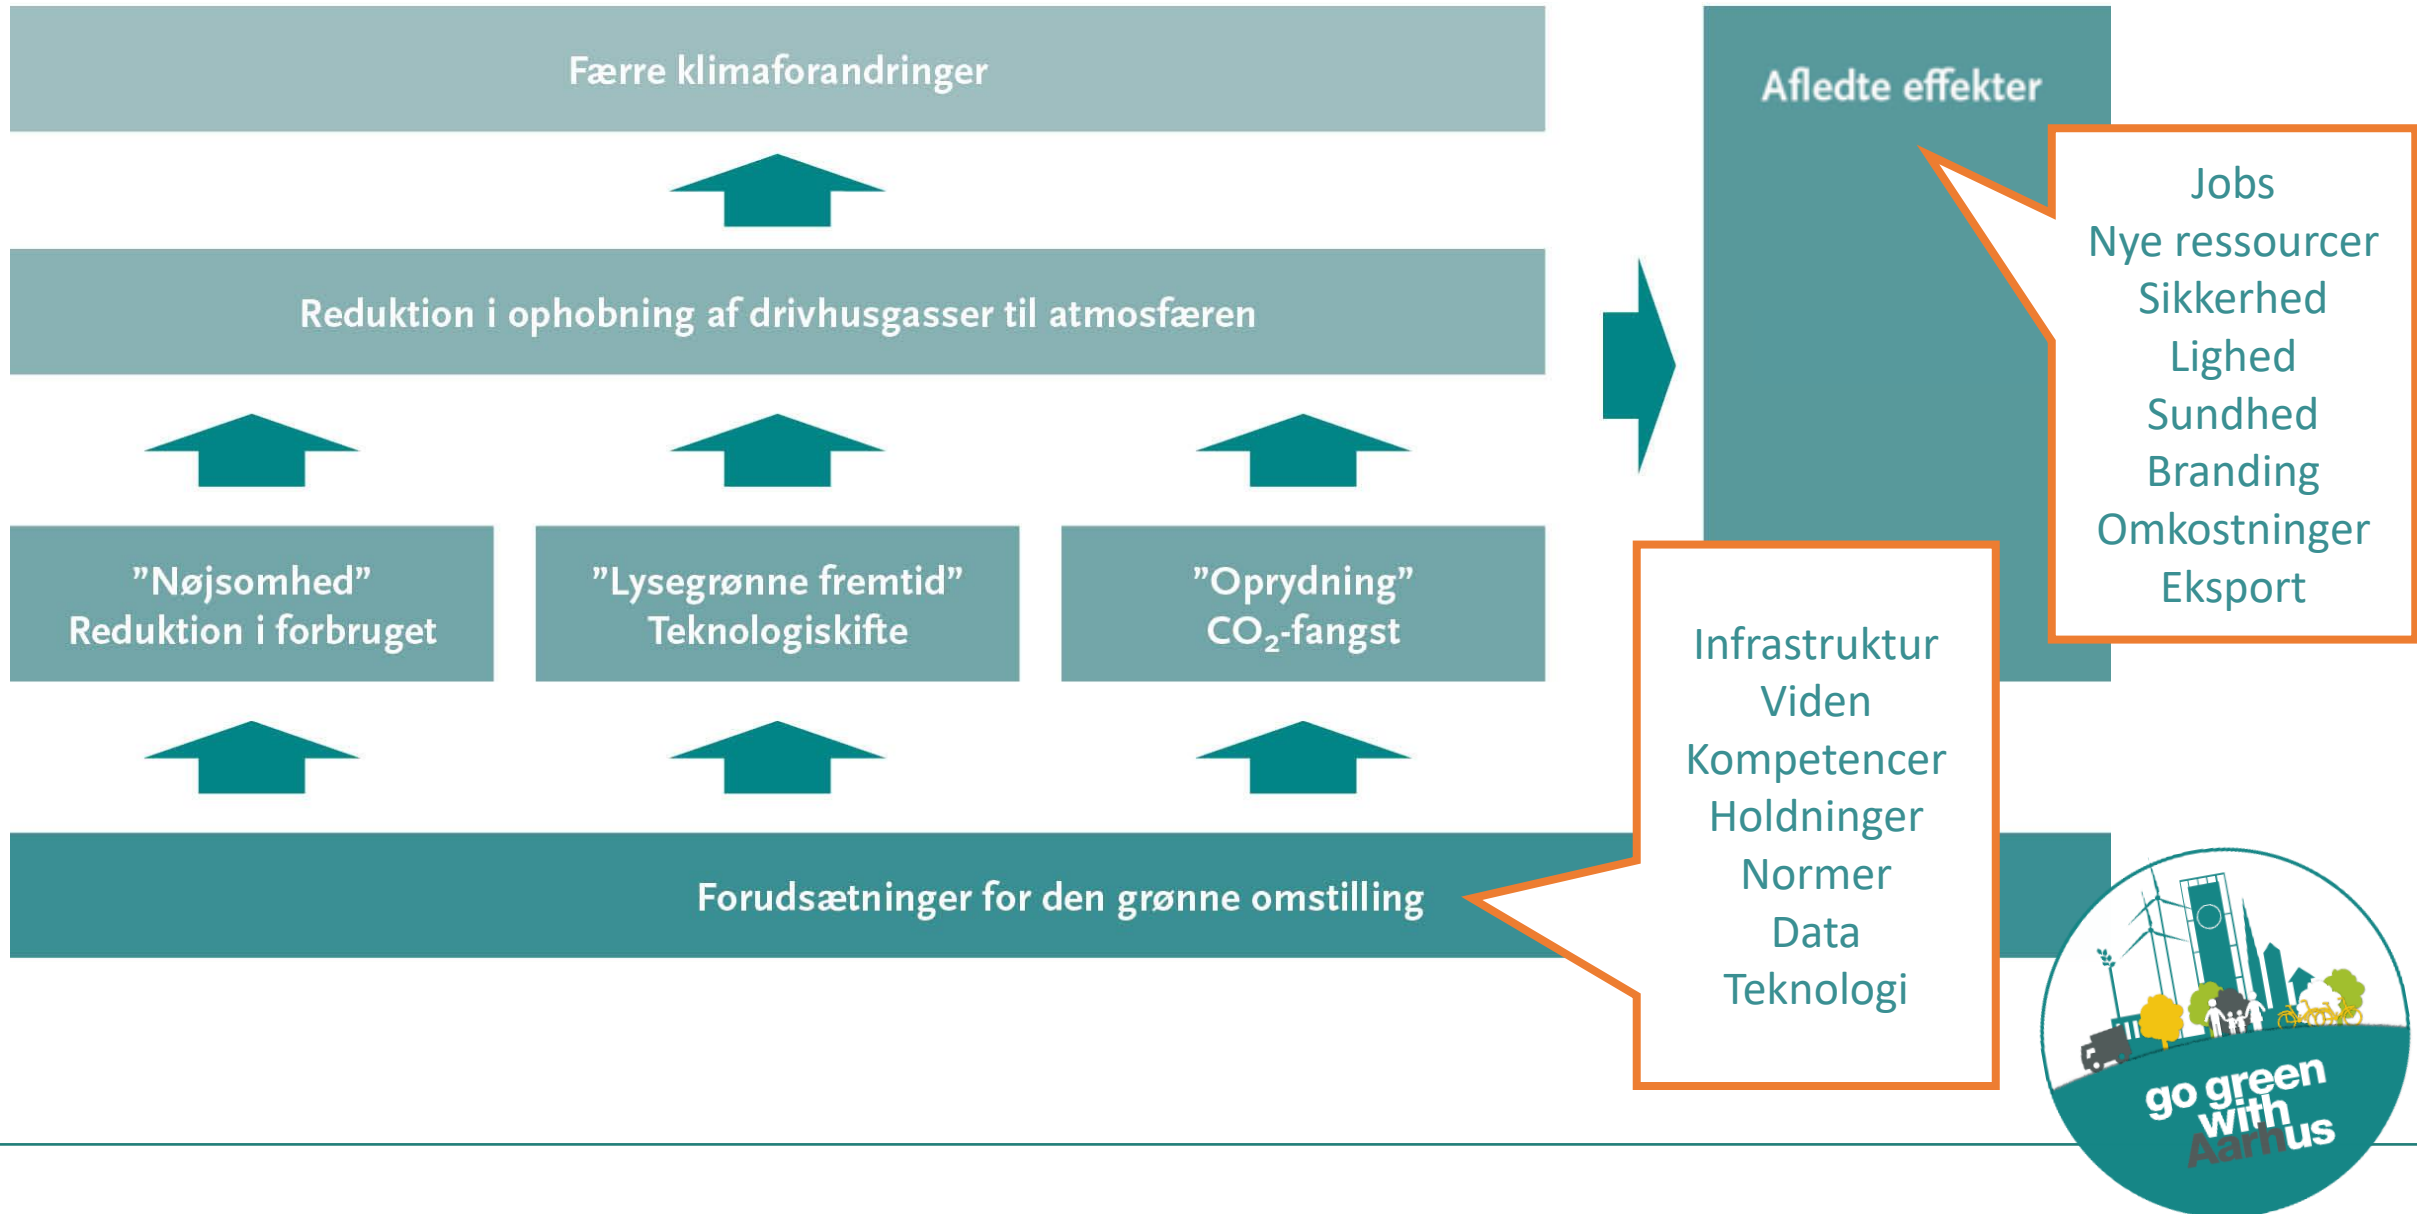 Færre klimaforandringer
Afledte effekter
Jobs
Nye ressourcer
Sikkerhed
Lighed
Sundhed
Branding
Omkostninger
Eksport
Reduktion i ophobning af drivhusgasser til atmosfæren
”Nøjsomhed”
Reduktion i forbruget
”Lysegrønne fremtid”
Teknologiskifte
”Oprydning”
CO₂-fangst
Infrastruktur
Viden
Kompetencer
Holdninger
Normer
Data
Teknologi
Forudsætninger for den grønne omstilling
go green
with
Aarhus